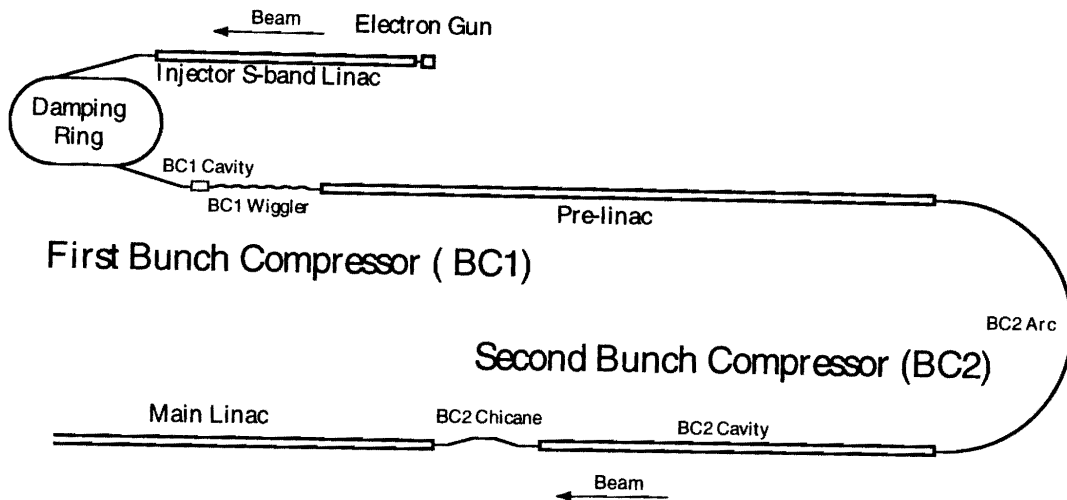 Beam
Electron Gun
Injector S-band Linac
Damping
Ring
BC1 Cavity
BC1 Wiggler
Pre-linac
First Bunch Compressor ( BC1)
BC2 Arc
Second Bunch Compressor (BC2)
Main Linac
BC2 Chicane
BC2 Cavity
Beam